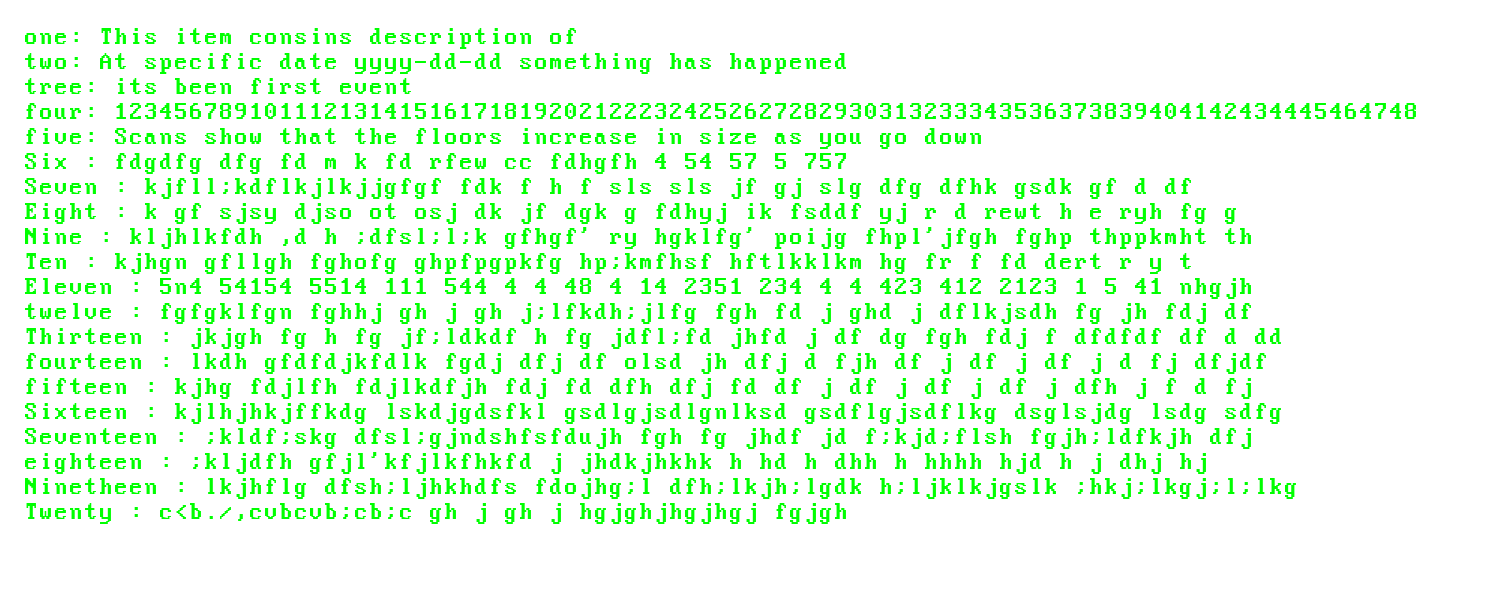 one: This item consins description of
two: At specific date yyyy-dd-dd something has happened
tree: its been first event
four: 123456789101112131415161718192021222324252627282930313233343536373839404142434445464748
five: Scans show that the floors increase in size as you go down
Six : fdgdfg dfg fd m k fd rfew cc fdhgfh 4 54 57 5 757
Seven : kjfll;kdflkjlkjjgfgf fdk f h f sls sls jf gj slg dfg dfhk gsdk gf d df
Eight : k gf sjsy djso ot osj dk jf dgk g fdhyj ik fsddf yj r d rewt h e ryh fg g
Nine : kljhlkfdh ,d h ;dfsl;l;k gfhgf' ry hgklfg' poijg fhpl'jfgh fghp thppkmht th
Ten : kjhgn gfllgh fghofg ghpfpgpkfg hp;kmfhsf hftlkklkm hg fr f fd dert r y t
Eleven : 5n4 54154 5514 111 544 4 4 48 4 14 2351 234 4 4 423 412 2123 1 5 41 nhgjh
twelve : fgfgklfgn fghhj gh j gh j;lfkdh;jlfg fgh fd j ghd j dflkjsdh fg jh fdj df
Thirteen : jkjgh fg h fg jf;ldkdf h fg jdfl;fd jhfd j df dg fgh fdj f dfdfdf df d dd
fourteen : lkdh gfdfdjkfdlk fgdj dfj df olsd jh dfj d fjh df j df j df j d fj dfjdf
fifteen : kjhg fdjlfh fdjlkdfjh fdj fd dfh dfj fd df j df j df j df j dfh j f d fj
Sixteen : kjlhjhkjffkdg lskdjgdsfkl gsdlgjsdlgnlksd gsdflgjsdflkg dsglsjdg lsdg sdfg
Seventeen : ;kldf;skg dfsl;gjndshfsfdujh fgh fg jhdf jd f;kjd;flsh fgjh;ldfkjh dfj
eighteen : ;kljdfh gfjl'kfjlkfhkfd j jhdkjhkhk h hd h dhh h hhhh hjd h j dhj hj
Ninetheen : lkjhflg dfsh;ljhkhdfs fdojhg;l dfh;lkjh;lgdk h;ljklkjgslk ;hkj;lkgj;l;lkg
Twenty : c<b./,cvbcvb;cb;c gh j gh j hgjghjhgjhgj fgjgh